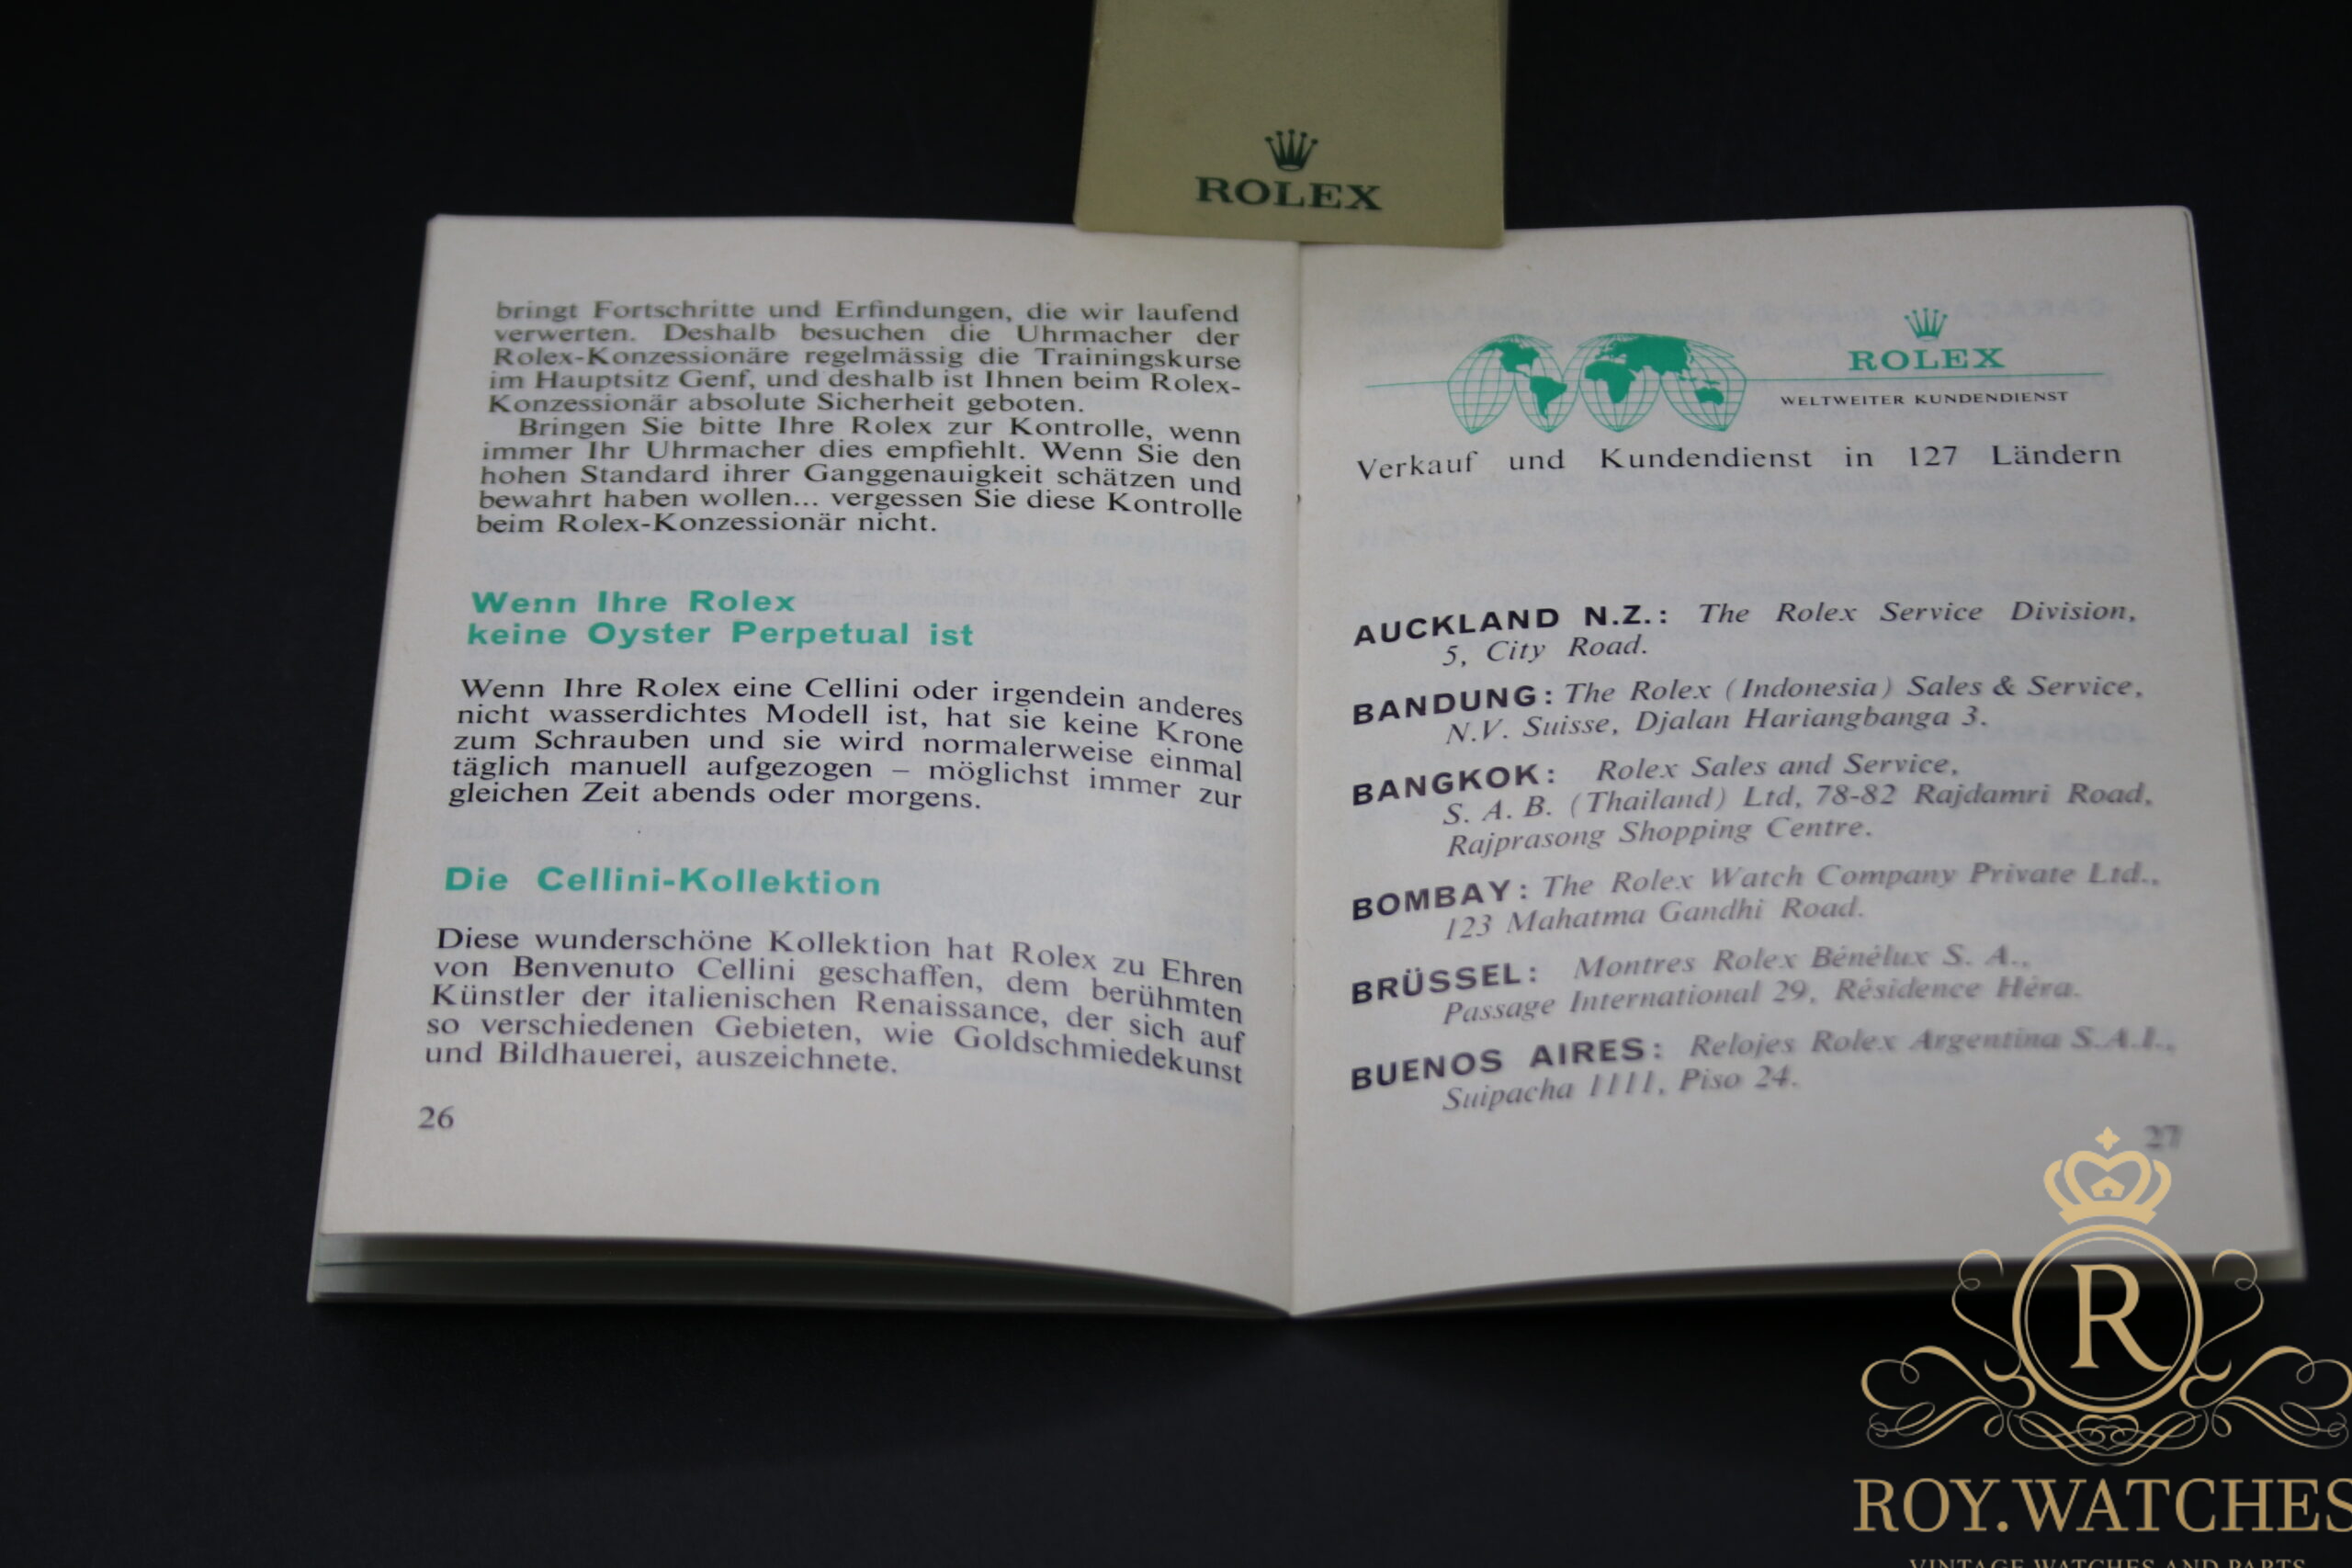 ROLEX
bringt Fortschritte und Erfindungen, die wir laufend
verwerten. Deshalb besuchen die Uhrmacher der
Rolex-Konzessionäre regelmässig die Trainingskurse
im Hauptsitz Genf, und deshalb ist Ihnen beim Rolex-
Konzessionär absolute Sicherheit geboten.
Bringen Sie bitte Ihre Rolex zur Kontrolle, wenn
immer Ihr Uhrmacher dies empfiehlt. Wenn Sie den
hohen Standard ihrer Ganggenauigkeit schätzen und
bewahrt haben wollen... vergessen Sie diese Kontrolle
beim Rolex-Konzessionär nicht.
Wenn Ihre Rolex
keine Oyster Perpetual ist
Wenn Ihre Rolex eine Cellini oder irgendein anderes
nicht wasserdichtes Modell ist, hat sie keine Krone
zum Schrauben und sie wird normalerweise einmal
täglich manuell aufgezogen – möglichst immer zur
gleichen Zeit abends oder morgens.
Die Cellini-Kollektion
Diese wunderschöne Kollektion hat Rolex zu Ehren
von Benvenuto Cellini geschaffen, dem berühmten
Künstler der italienischen Renaissance, der sich auf
so verschiedenen Gebieten, wie Goldschmiedekunst
und Bildhauerei, auszeichnete.
26
ROLEX
WELTWEITER KUNDENDIENST
Verkauf und Kundendienst in 127 Ländern
AUCKLAND N.Z.: The Rolex Service Division,
5, City Road.
BANDUNG: The Rolex (Indonesia) Sales & Service,
N.V. Suisse, Djalan Hariangbanga 3.
BANGKOK: Rolex Sales and Service,
S. A. B. (Thailand) Ltd, 78-82 Rajdamri Road,
Rajprasong Shopping Centre.
BOMBAY: The Rolex Watch Company Private Ltd.,
123 Mahatma Gandhi Road.
BRÜSSEL: Montres Rolex Bénélux S. A.,
Passage International 29, Résidence Héra.
BUENOS AIRES: Relojes Rolex Argentina S.A.I.,
Suipacha 1111, Piso 24.
27
R
ROY.WATCHES
VINTAGE WATCHES AND PARTS